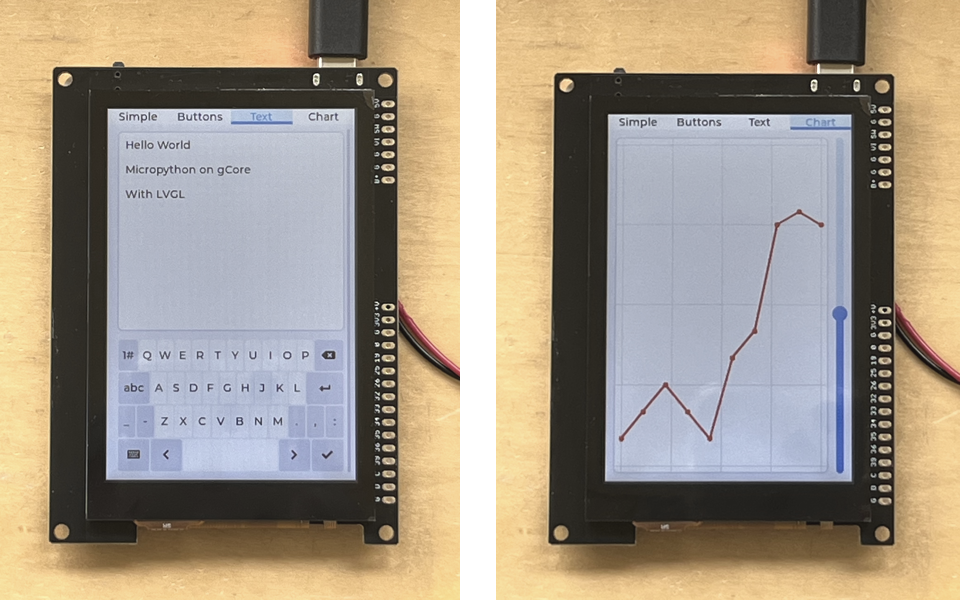 Simple Buttons Text Chart
Hello World
Micropython on gCore
With LVGL
1# Q W E R T Y U I O P
abc A S D F G H J K L
_ - Z X C V B N M . , :
Simple Buttons Text Chart